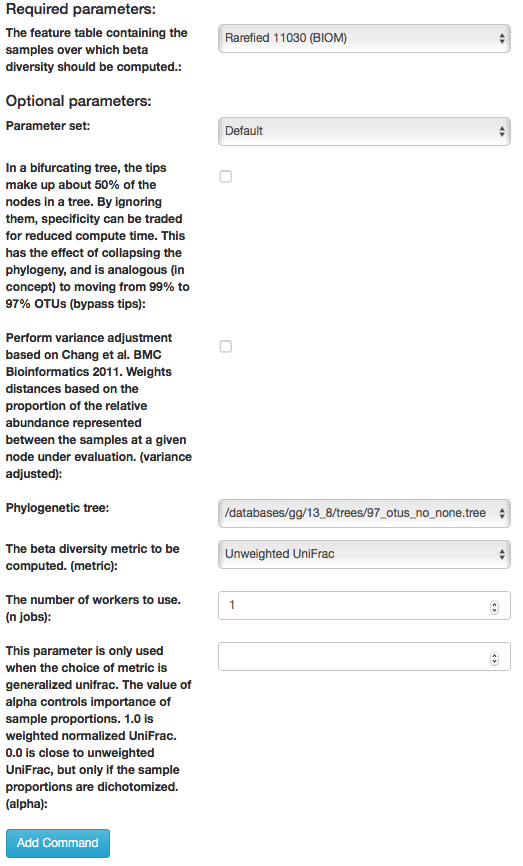 Required parameters:
The feature table containing the
samples over which beta
diversity should be computed.:
Rarefied 11030 (BIOM)
Optional parameters:
Parameter set:
Default
In a bifurcating tree, the tips
make up about 50% of the
nodes in a tree. By ignoring
them, specificity can be traded
for reduced compute time. This
has the effect of collapsing the
phylogeny, and is analogous (in
concept) to moving from 99% to
97% OTUs (bypass tips):
Perform variance adjustment
based on Chang et al. BMC
Bioinformatics 2011. Weights
distances based on the
proportion of the relative
abundance represented
between the samples at a given
node under evaluation. (variance
adjusted):
Phylogenetic tree:
/databases/gg/13_8/trees/97_otus_no_none.tree
The beta diversity metric to be
computed. (metric):
Unweighted UniFrac
The number of workers to use.
(n jobs):
1
This parameter is only used
when the choice of metric is
generalized unifrac. The value of
alpha controls importance of
sample proportions. 1.0 is
weighted normalized UniFrac.
0.0 is close to unweighted
UniFrac, but only if the sample
proportions are dichotomized.
(alpha):
Add Command